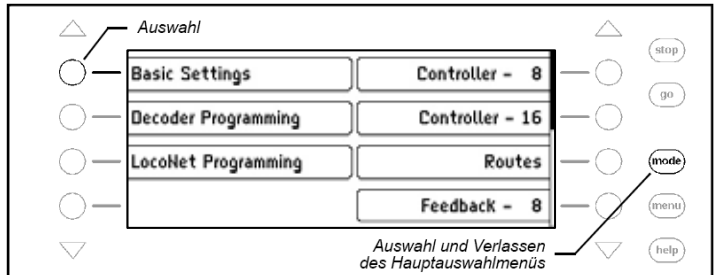 Auswahl
stop
Basic Settings
Controller - 8
go
Decoder Programming
Controller - 16
LocoNet Programming
Routes
mode
Feedback - 8
menu
Auswahl und Verlassen
des Hauptauswahlmenüs
help